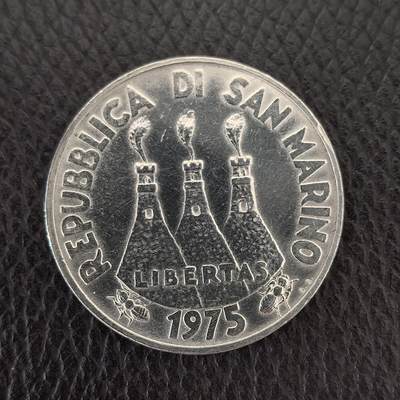 REPUBBLICA DI SAN MARINO
LIBERTAS
1975